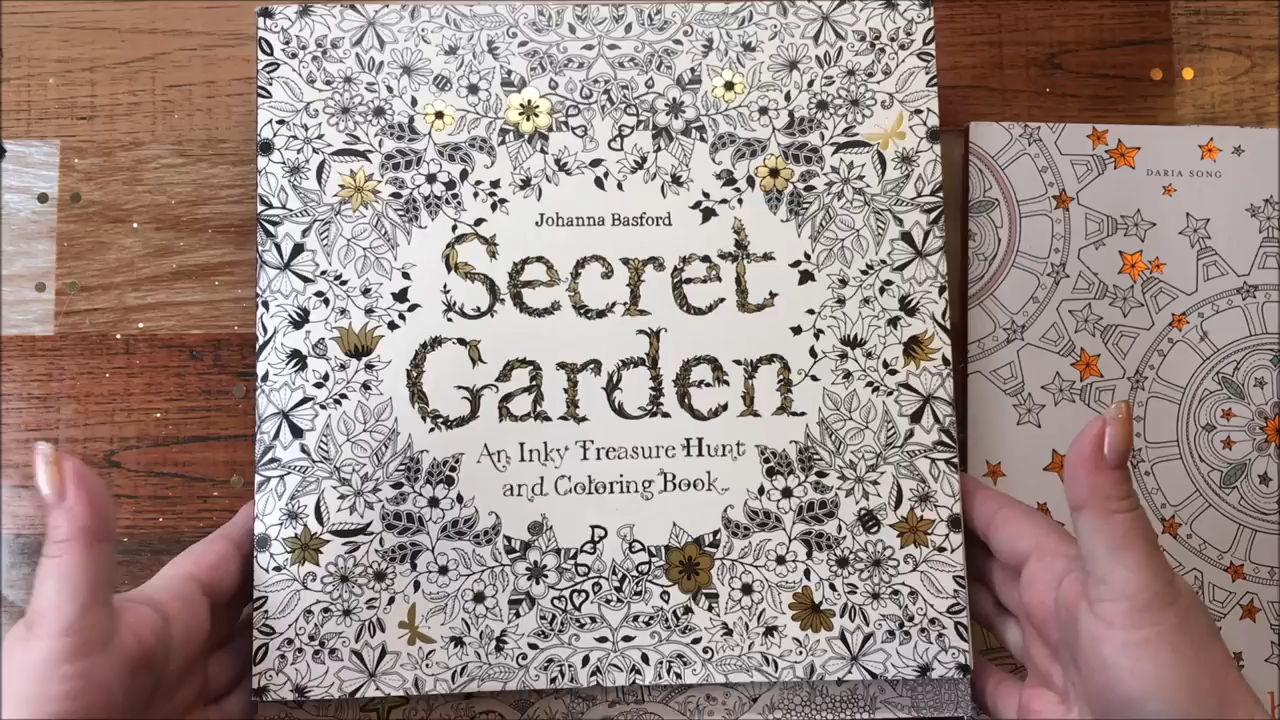 Johanna Basford
Secret
Garden
An Inky Treasure Hunt
and Coloring Book
DARIA SONG